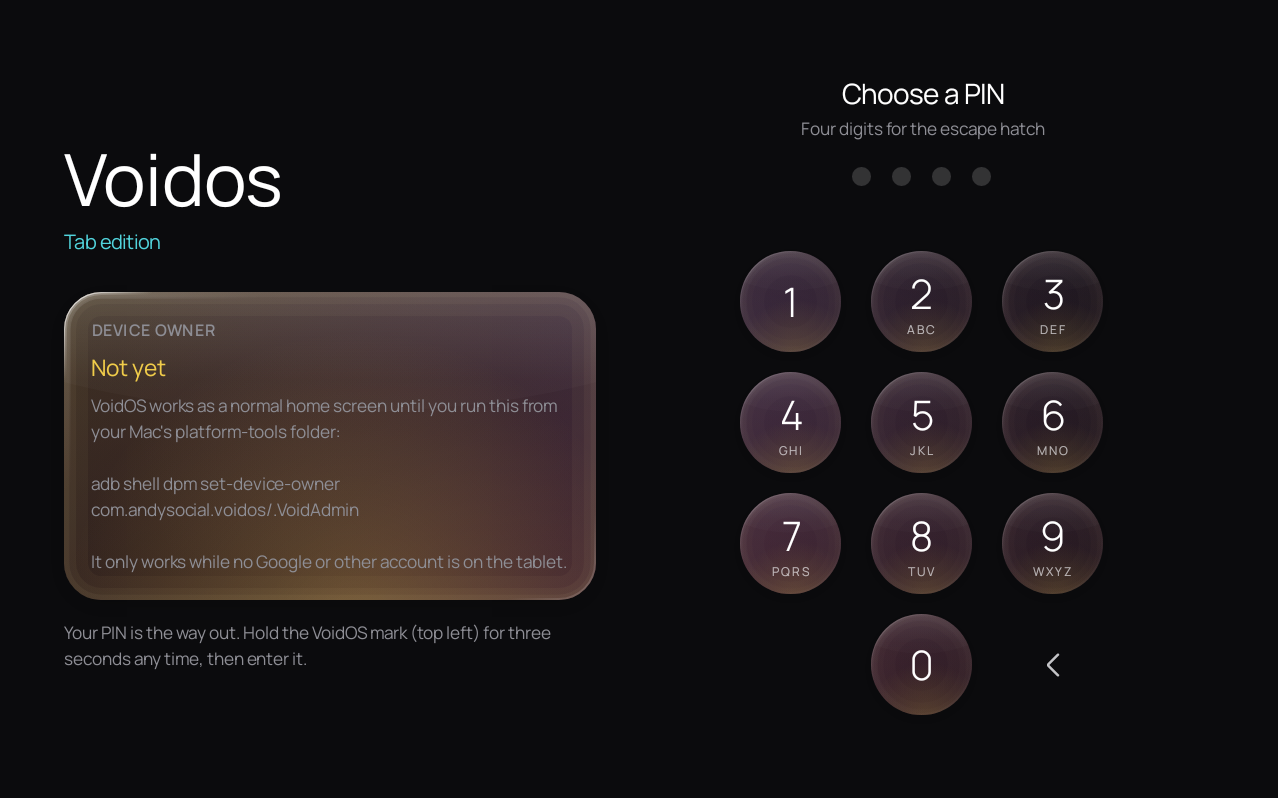 Voidos
Tab edition
DEVICE OWNER
Not yet
VoidOS works as a normal home screen until you run this from
your Mac's platform-tools folder:
adb shell dpm set-device-owner
com.andysocial.voidos/.VoidAdmin
It only works while no Google or other account is on the tablet.
Your PIN is the way out. Hold the VoidOS mark (top left) for three
seconds any time, then enter it.
Choose a PIN
Four digits for the escape hatch
1
2
ABC
3
DEF
4
GHI
5
JKL
6
MNO
7
PQRS
8
TUV
9
WXYZ
0